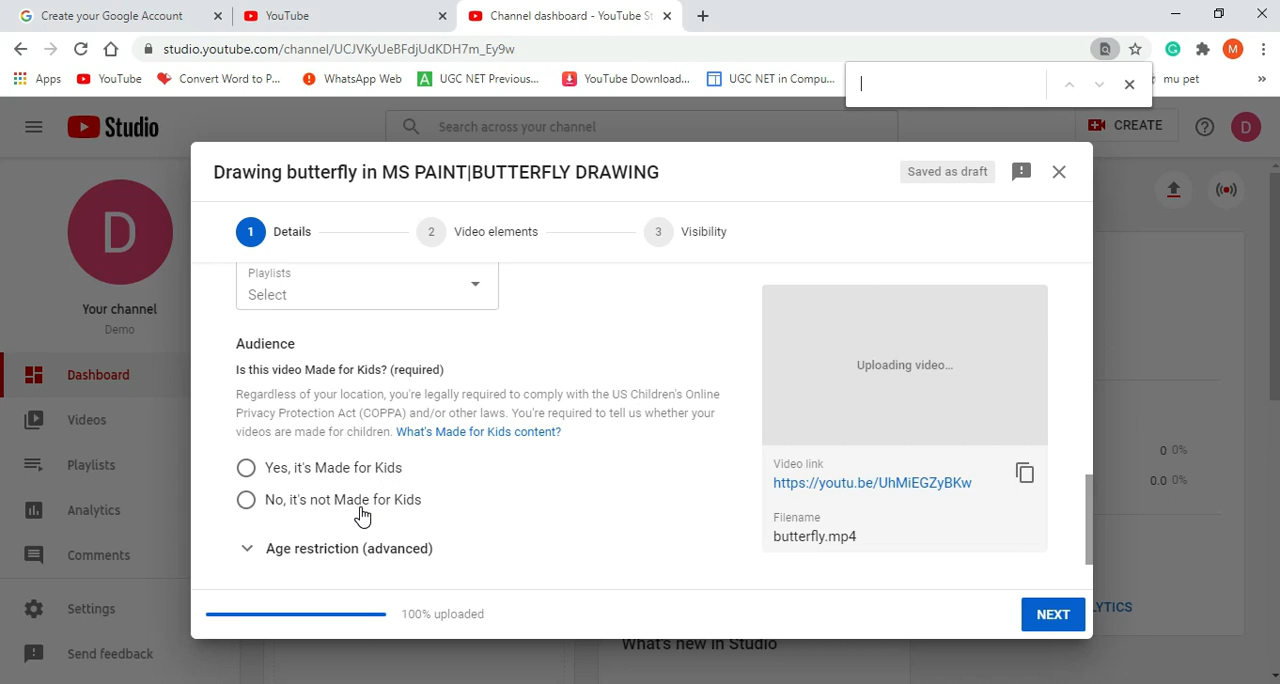 Create your Google Account
YouTube
Channel dashboard - YouTube St
studio.youtube.com/channel/UCJVKyUeBFdjUdKDH7m_Ey9w
M
Apps
YouTube
Convert Word to P...
WhatsApp Web
UGC NET Previous...
YouTube Download...
UGC NET in Compu...
mu pet
Studio
Search across your channel
CREATE
D
Drawing butterfly in MS PAINT|BUTTERFLY DRAWING
Saved as draft
1 Details
2 Video elements
3 Visibility
D
Your channel
Demo
Dashboard
Videos
Playlists
Analytics
Comments
Settings
Send feedback
Playlists
Select
Audience
Is this video Made for Kids? (required)
Regardless of your location, you're legally required to comply with the US Children's Online
Privacy Protection Act (COPPA) and/or other laws. You're required to tell us whether your
videos are made for children. What's Made for Kids content?
Yes, it's Made for Kids
No, it's not Made for Kids
Age restriction (advanced)
Uploading video...
Video link
https://youtu.be/UhMiEGZyBKw
Filename
butterfly.mp4
0 0%
0.0 0%
100% uploaded
NEXT
LYTICS
What's new in Studio